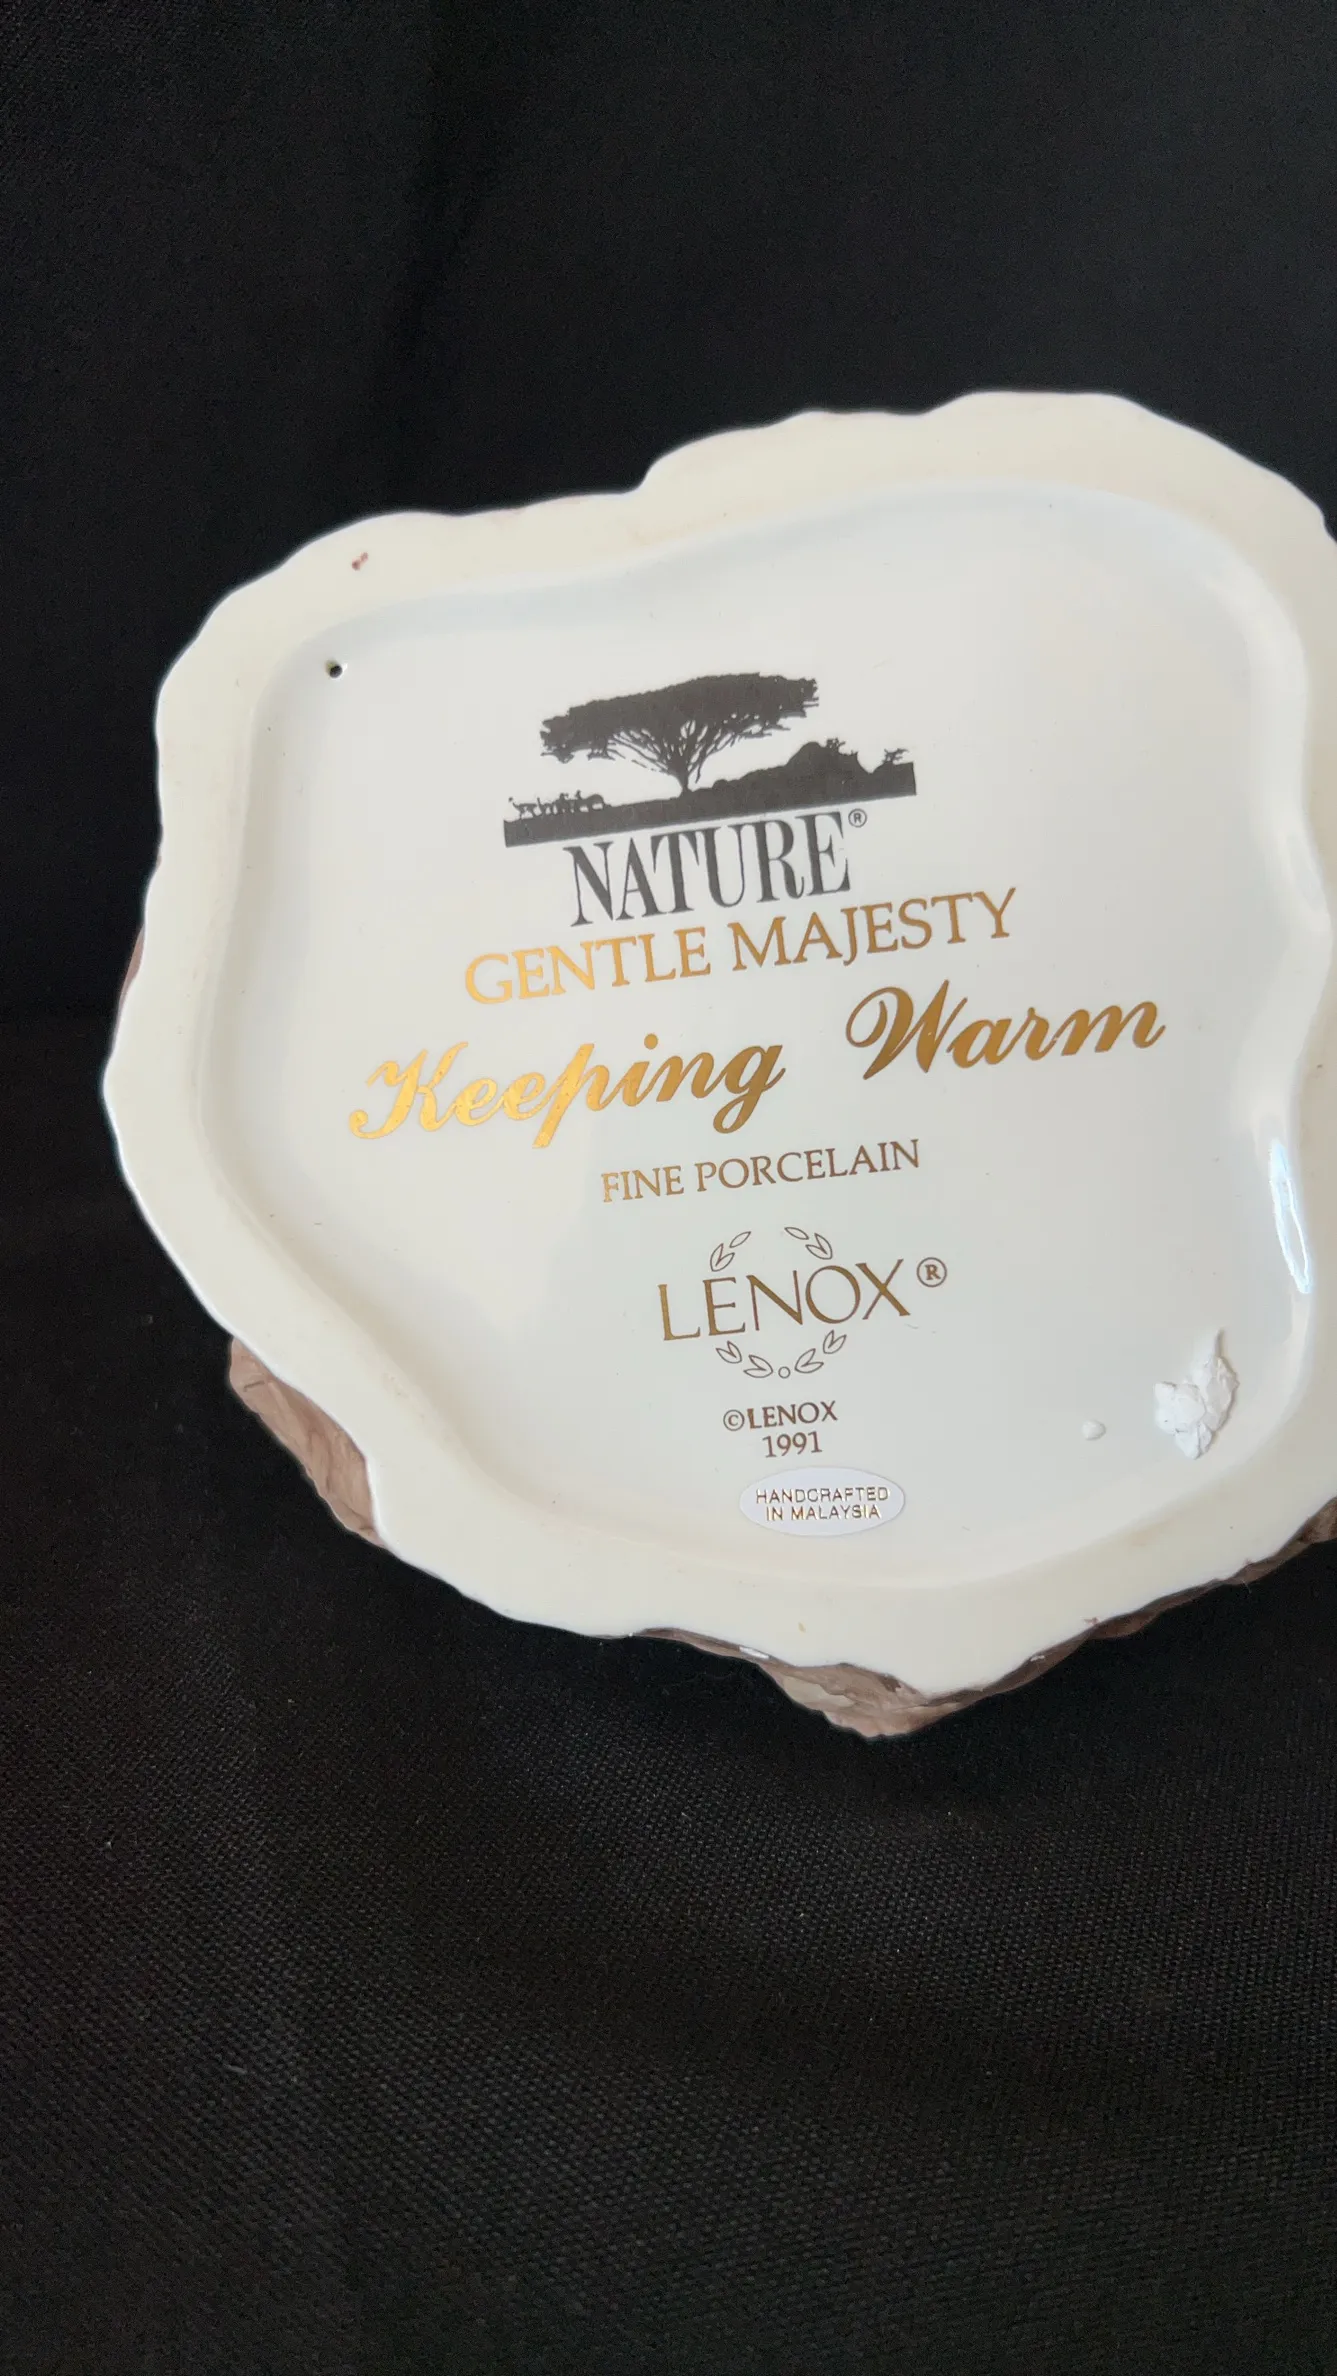 NATURE®
GENTLE MAJESTY
Keeping Warm
FINE PORCELAIN
LENOX®
©LENOX
1991
HANDCRAFTED
IN MALAYSIA